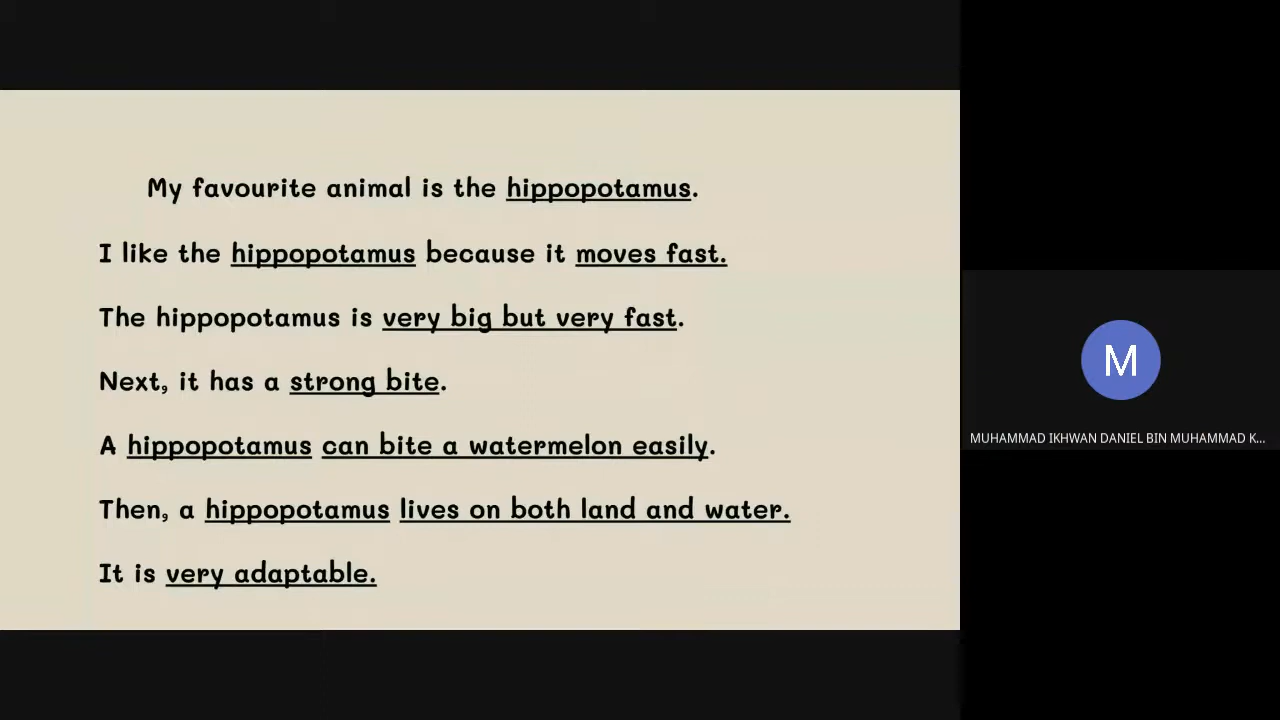 My favourite animal is the hippopotamus.
I like the hippopotamus because it moves fast.
The hippopotamus is very big but very fast.
Next, it has a strong bite.
A hippopotamus can bite a watermelon easily.
Then, a hippopotamus lives on both land and water.
It is very adaptable.
M
MUHAMMAD IKHWAN DANIEL BIN MUHAMMAD K...